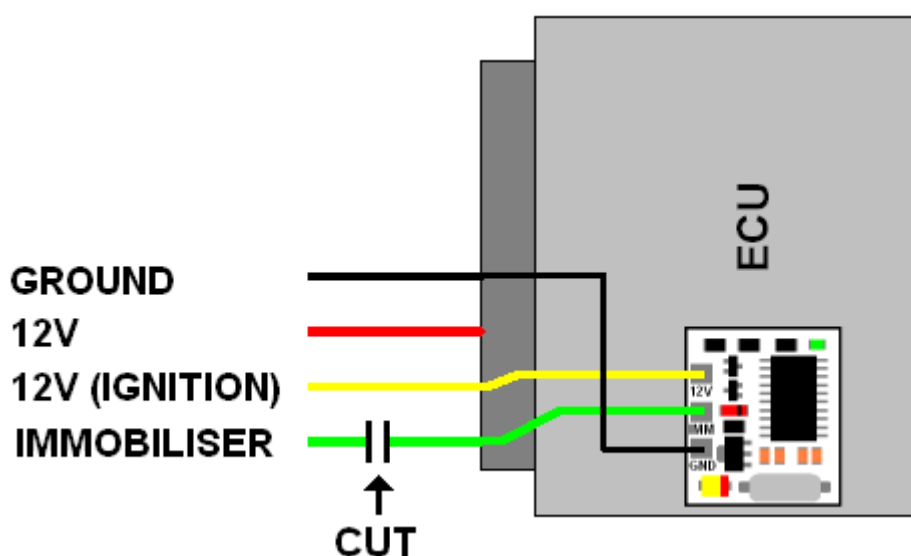 ECU
GROUND
12V
12V (IGNITION)
IMMOBILISER
CUT
12V
IMM
GND